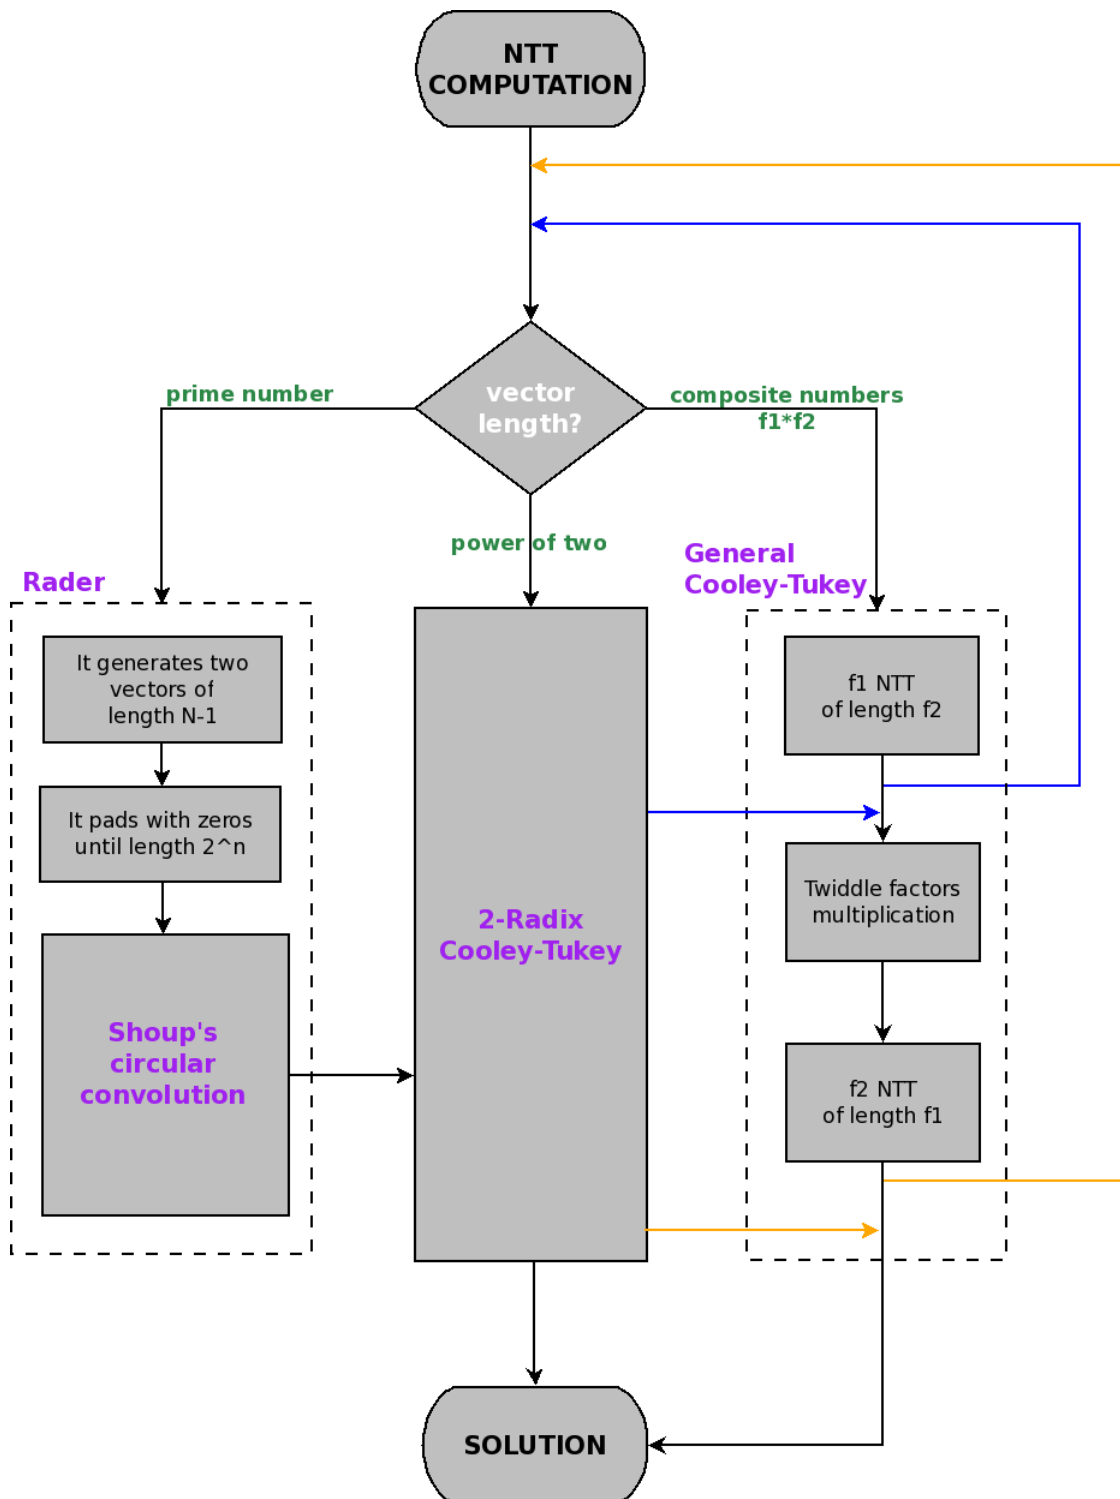 NTT
COMPUTATION
vector
length?
prime number
composite numbers
f1*f2
power of two
Rader
It generates two
vectors of
length N-1
It pads with zeros
until length 2^n
Shoup's
circular
convolution
2-Radix
Cooley-Tukey
General
Cooley-Tukey
f1 NTT
of length f2
Twiddle factors
multiplication
f2 NTT
of length f1
SOLUTION